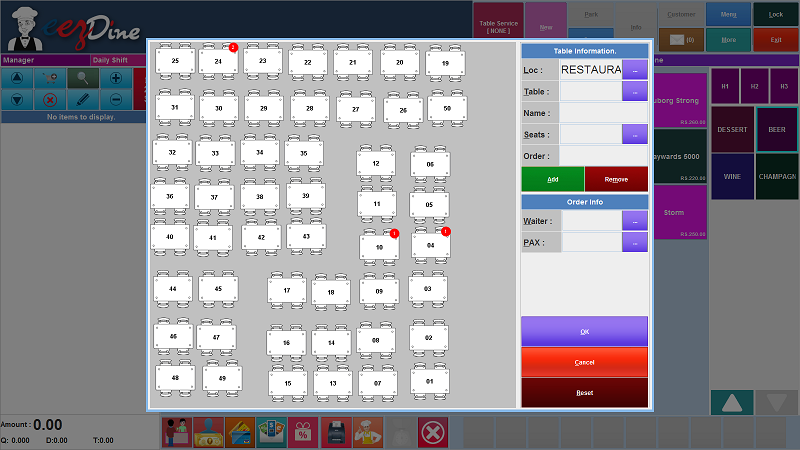 eezDine
Table Service
[ NONE ]
New
Park
Info
Customer
Menu
Lock
(0)
More
Exit
Manager
Daily Shift
No items to display.
25 24 23 22 21 20 19
2
31 30 29 28 27 26 50
32 33 34 35
12 06
36 37 38 39
11 05
40 41 42 43
10 04
1 1
44 45 17 18 09 03
46 47 16 14 08 02
48 49 15 13 07 01
Table Information.
Loc : RESTAURA ...
Table : ...
Name :
Seats : ...
Order :
Add Remove
Order Info
Waiter : ...
PAX : ...
OK
Cancel
Reset
H1 H2 H3
uborg Strong
RS.260.00
DESSERT BEER
aywards 5000
RS.220.00
WINE CHAMPAGN
Storm
RS.250.00
Amount : 0.00
Q: 0.000 D:0.00 T:0.00